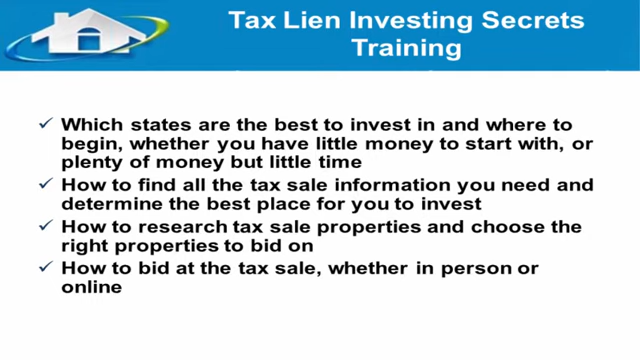 Tax Lien Investing Secrets
Training
Which states are the best to invest in and where to
begin, whether you have little money to start with, or
plenty of money but little time
How to find all the tax sale information you need and
determine the best place for you to invest
How to research tax sale properties and choose the
right properties to bid on
How to bid at the tax sale, whether in person or
online